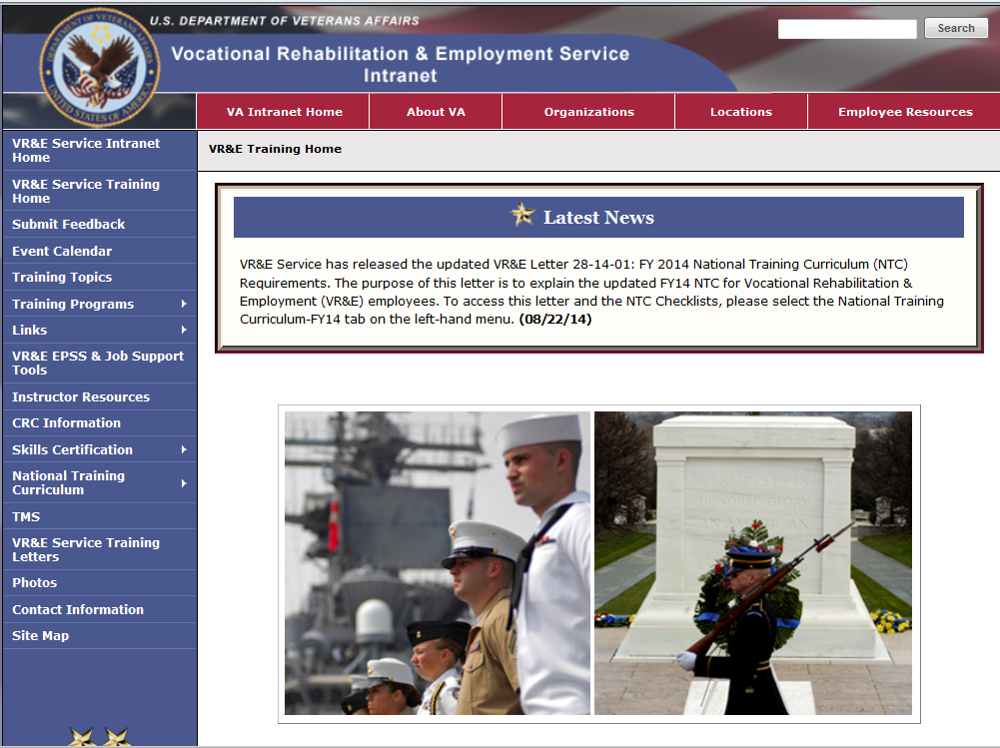 U.S. DEPARTMENT OF VETERANS AFFAIRS
Vocational Rehabilitation & Employment Service
Intranet
Search
DEPARTMENT OF VETERANS AFFAIRS
UNITED STATES OF AMERICA
VA Intranet Home
About VA
Organizations
Locations
Employee Resources
VR&E Service Intranet
Home
VR&E Service Training
Home
Submit Feedback
Event Calendar
Training Topics
Training Programs
Links
VR&E EPSS & Job Support
Tools
Instructor Resources
CRC Information
Skills Certification
National Training
Curriculum
TMS
VR&E Service Training
Letters
Photos
Contact Information
Site Map
VR&E Training Home
Latest News
VR&E Service has released the updated VR&E Letter 28-14-01: FY 2014 National Training Curriculum (NTC)
Requirements. The purpose of this letter is to explain the updated FY14 NTC for Vocational Rehabilitation &
Employment (VR&E) employees. To access this letter and the NTC Checklists, please select the National Training
Curriculum-FY14 tab on the left-hand menu. (08/22/14)
HERE RESTS IN
HONORED GLORY
AN AMERICAN